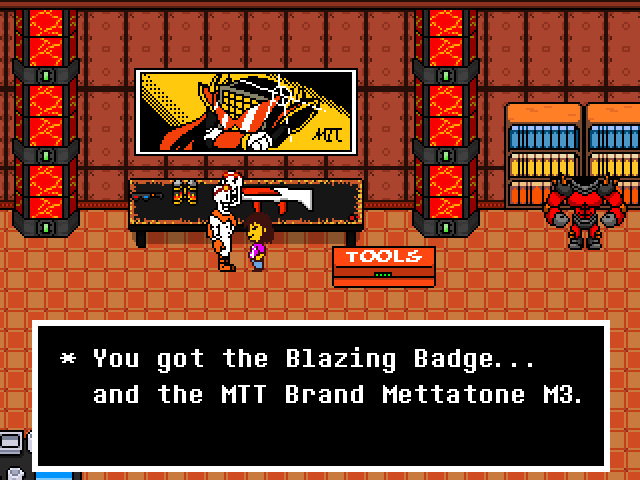 MTT
TOOLS
* You got the Blazing Badge...
and the MTT Brand Mettatone M3.